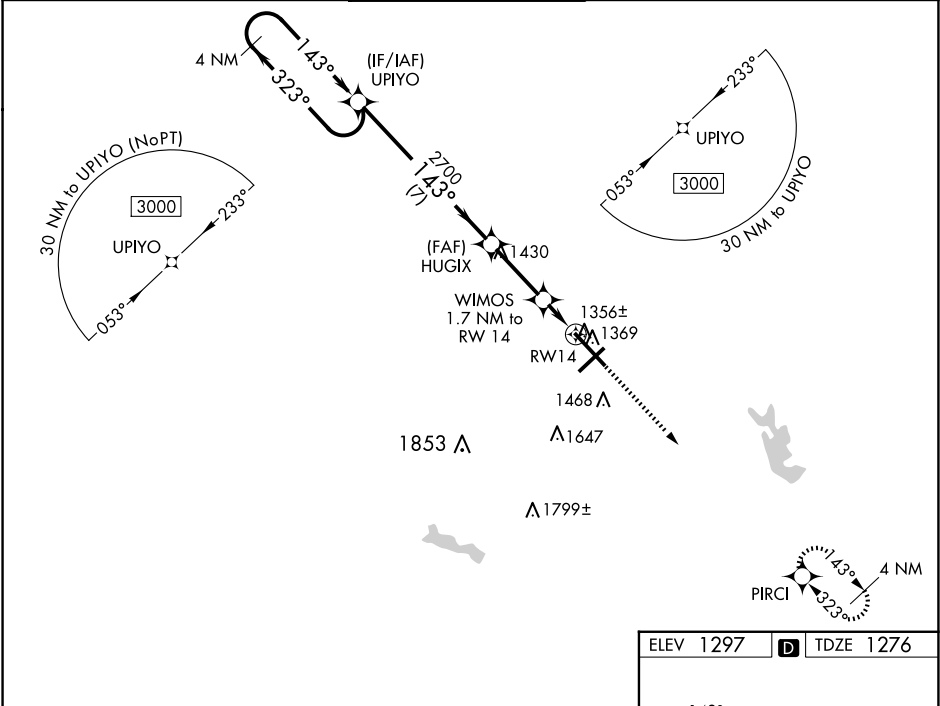 4 NM
143°
323°
(IF/IAF)
UPIYO
2700
143°
(7)
30 NM to UPIYO (NoPT)
3000
233°
UPIYO
053°
233°
UPIYO
053°
3000
30 NM to UPIYO
(FAF)
HUGIX
1430
WIMOS
1.7 NM to
RW 14
1356±
1369
RW14
1468
1647
1853
1799±
PIRCI
143°
323°
4 NM
ELEV 1297 D TDZE 1276